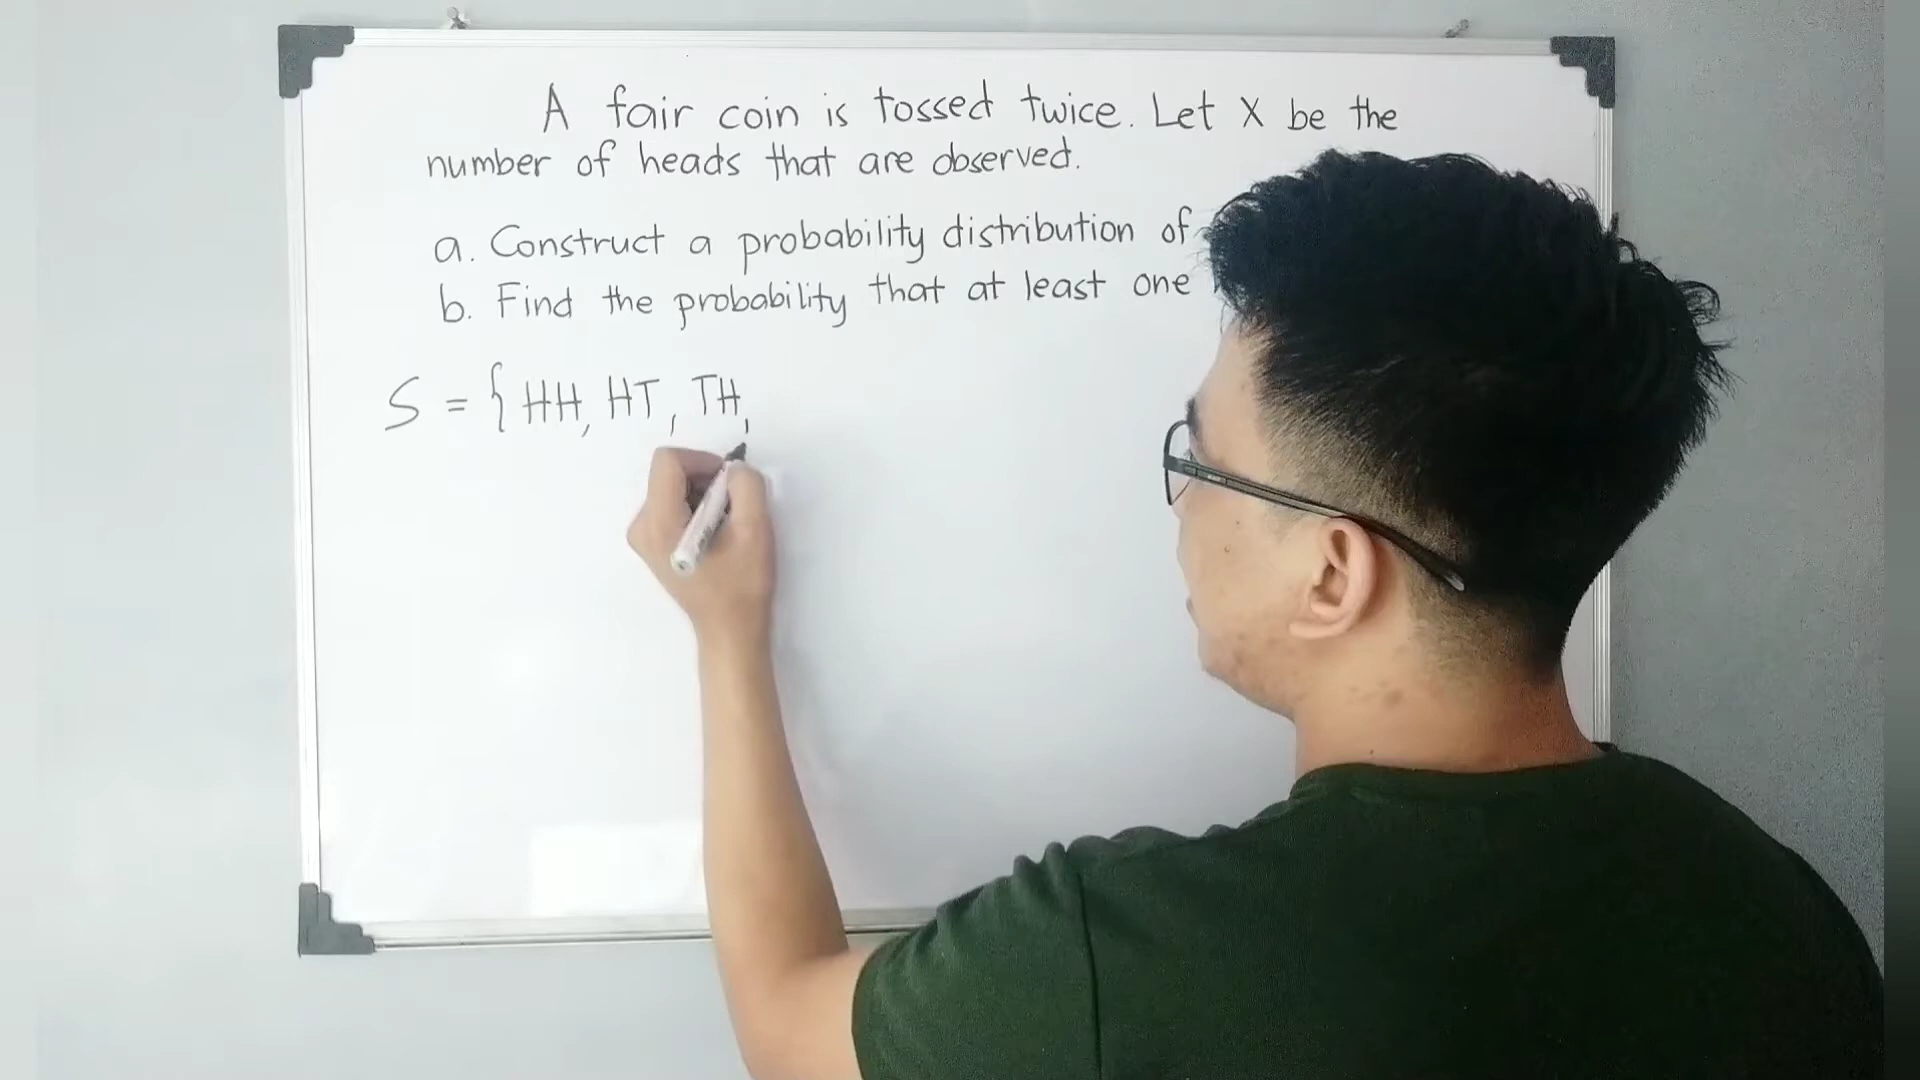 A fair coin is tossed twice. Let X be the
number of heads that are observed.
a. Construct a probability distribution of
b. Find the probability that at least one
S = { HH, HT, TH,